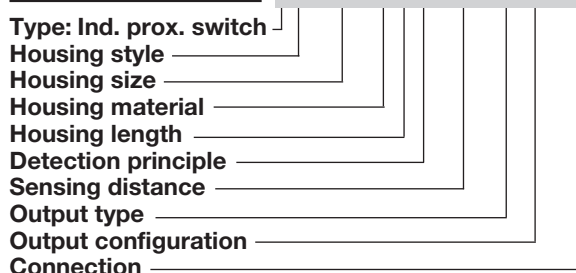 Type: Ind. prox. switch
Housing style
Housing size
Housing material
Housing length
Detection principle
Sensing distance
Output type
Output configuration
Connection